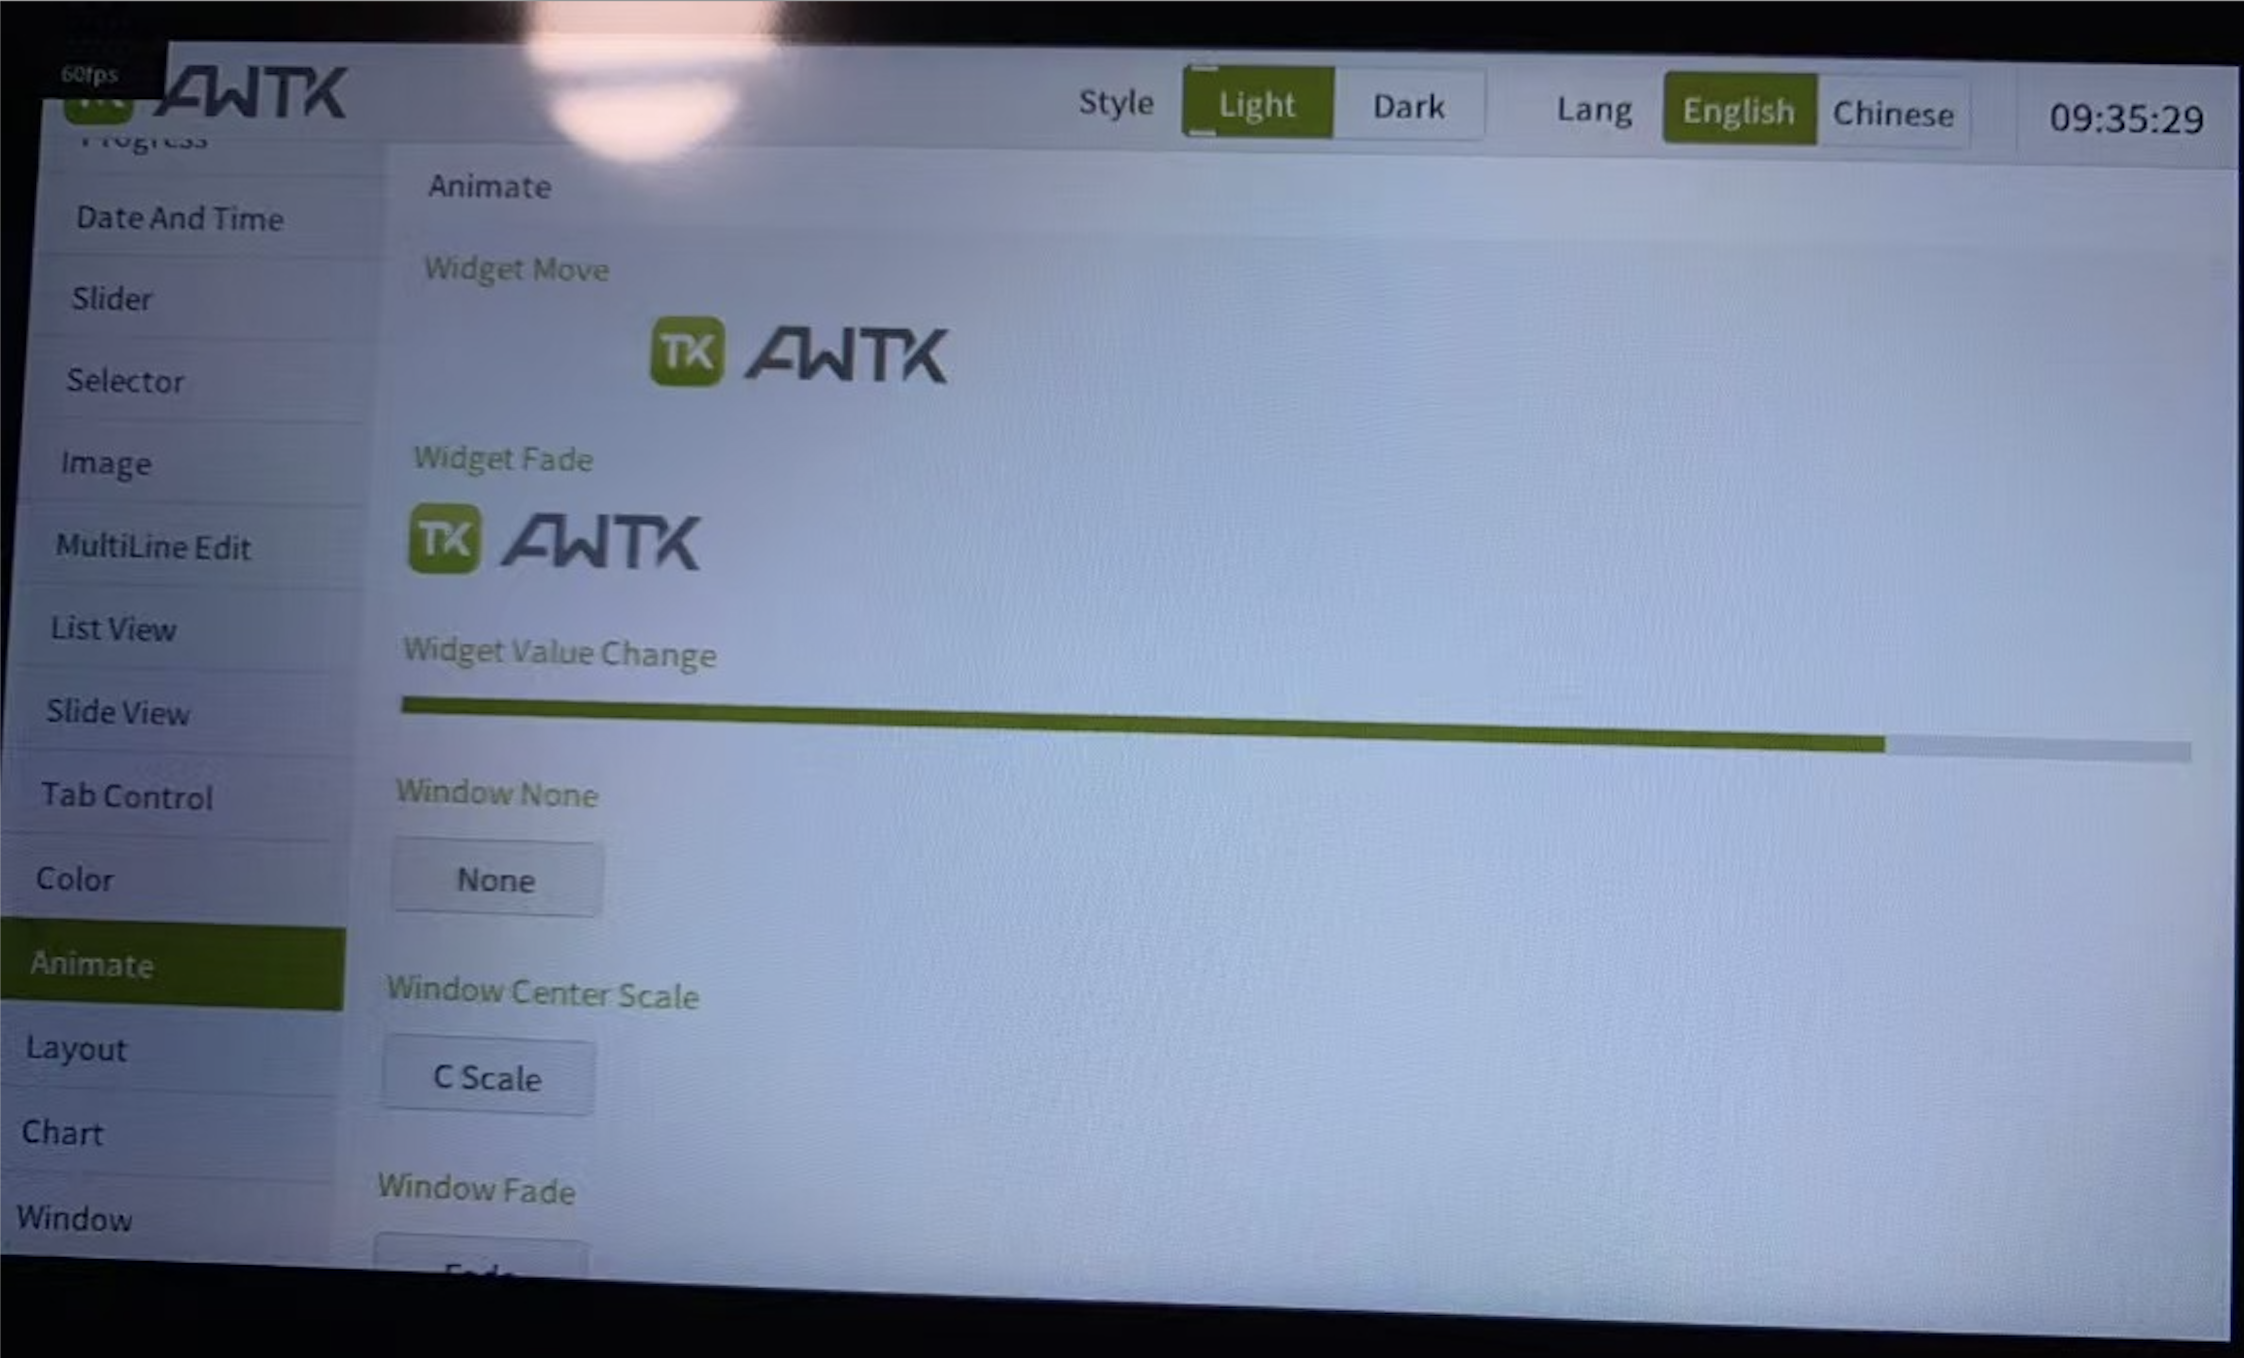 60fps
AWTK
Style
Light
Dark
Lang
English
Chinese
09:35:29
Progress
Date And Time
Slider
Selector
Image
MultiLine Edit
List View
Slide View
Tab Control
Color
Animate
Layout
Chart
Window
Animate
Widget Move
TK AWTK
Widget Fade
TK AWTK
Widget Value Change
Window None
None
Window Center Scale
C Scale
Window Fade
Fade